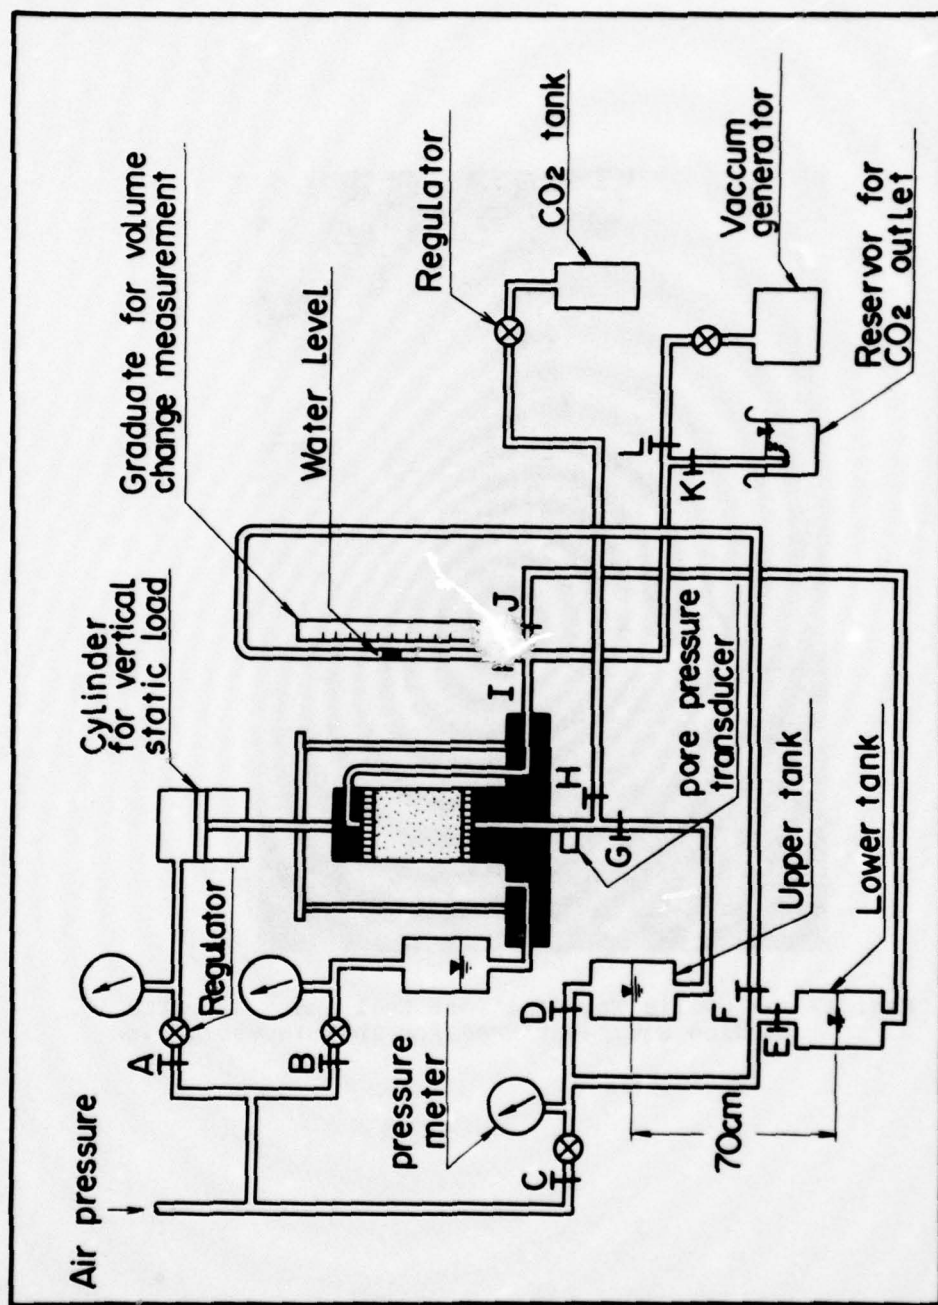 Air pressure
A
B
C
Regulator
pressure
meter
Cylinder
for vertical
static load
Graduate for volume
change measurement
Water Level
Regulator
CO2 tank
Vaccum
generator
Reservor for
CO2 outlet
I
J
H
G
K
L
pore pressure
transducer
Upper tank
Lower tank
D
E
F
70cm